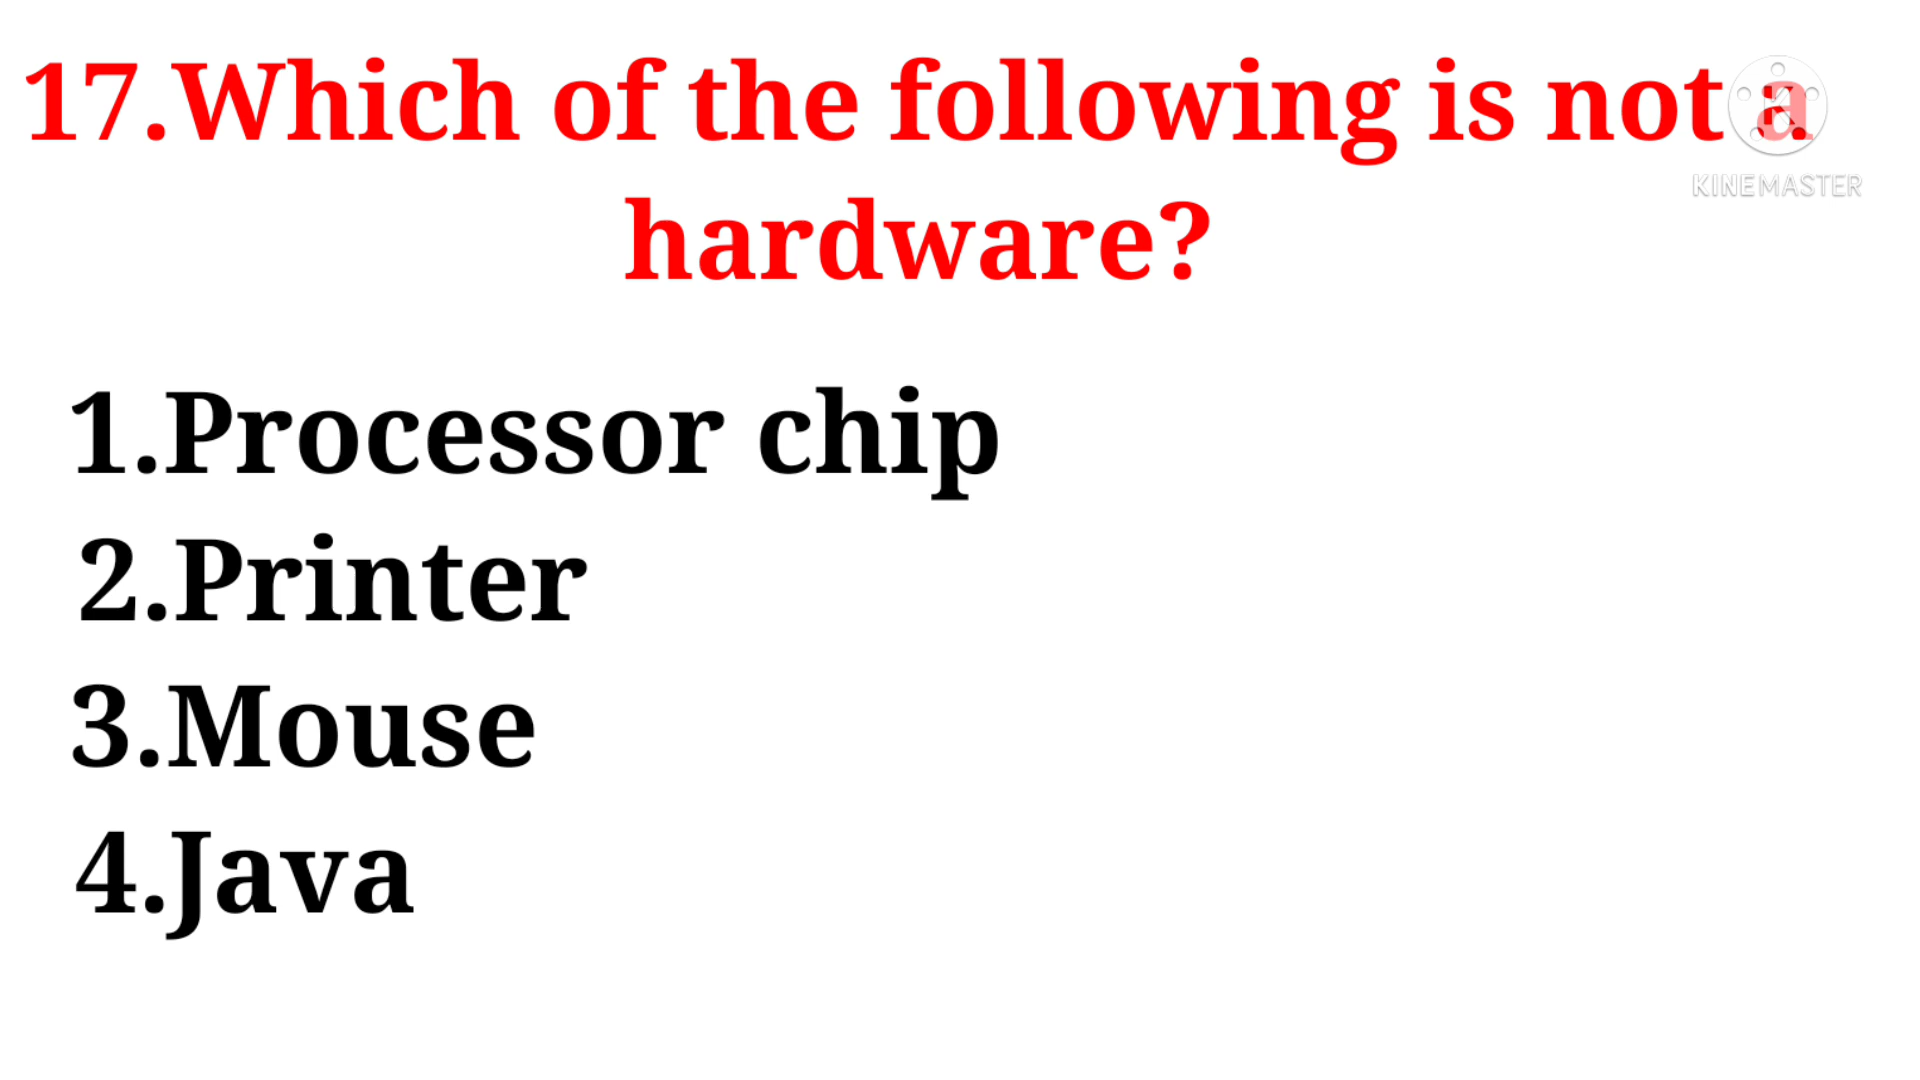 17.Which of the following is not a
KINEMASTER
hardware?
1.Processor chip
2.Printer
3.Mouse
4.Java